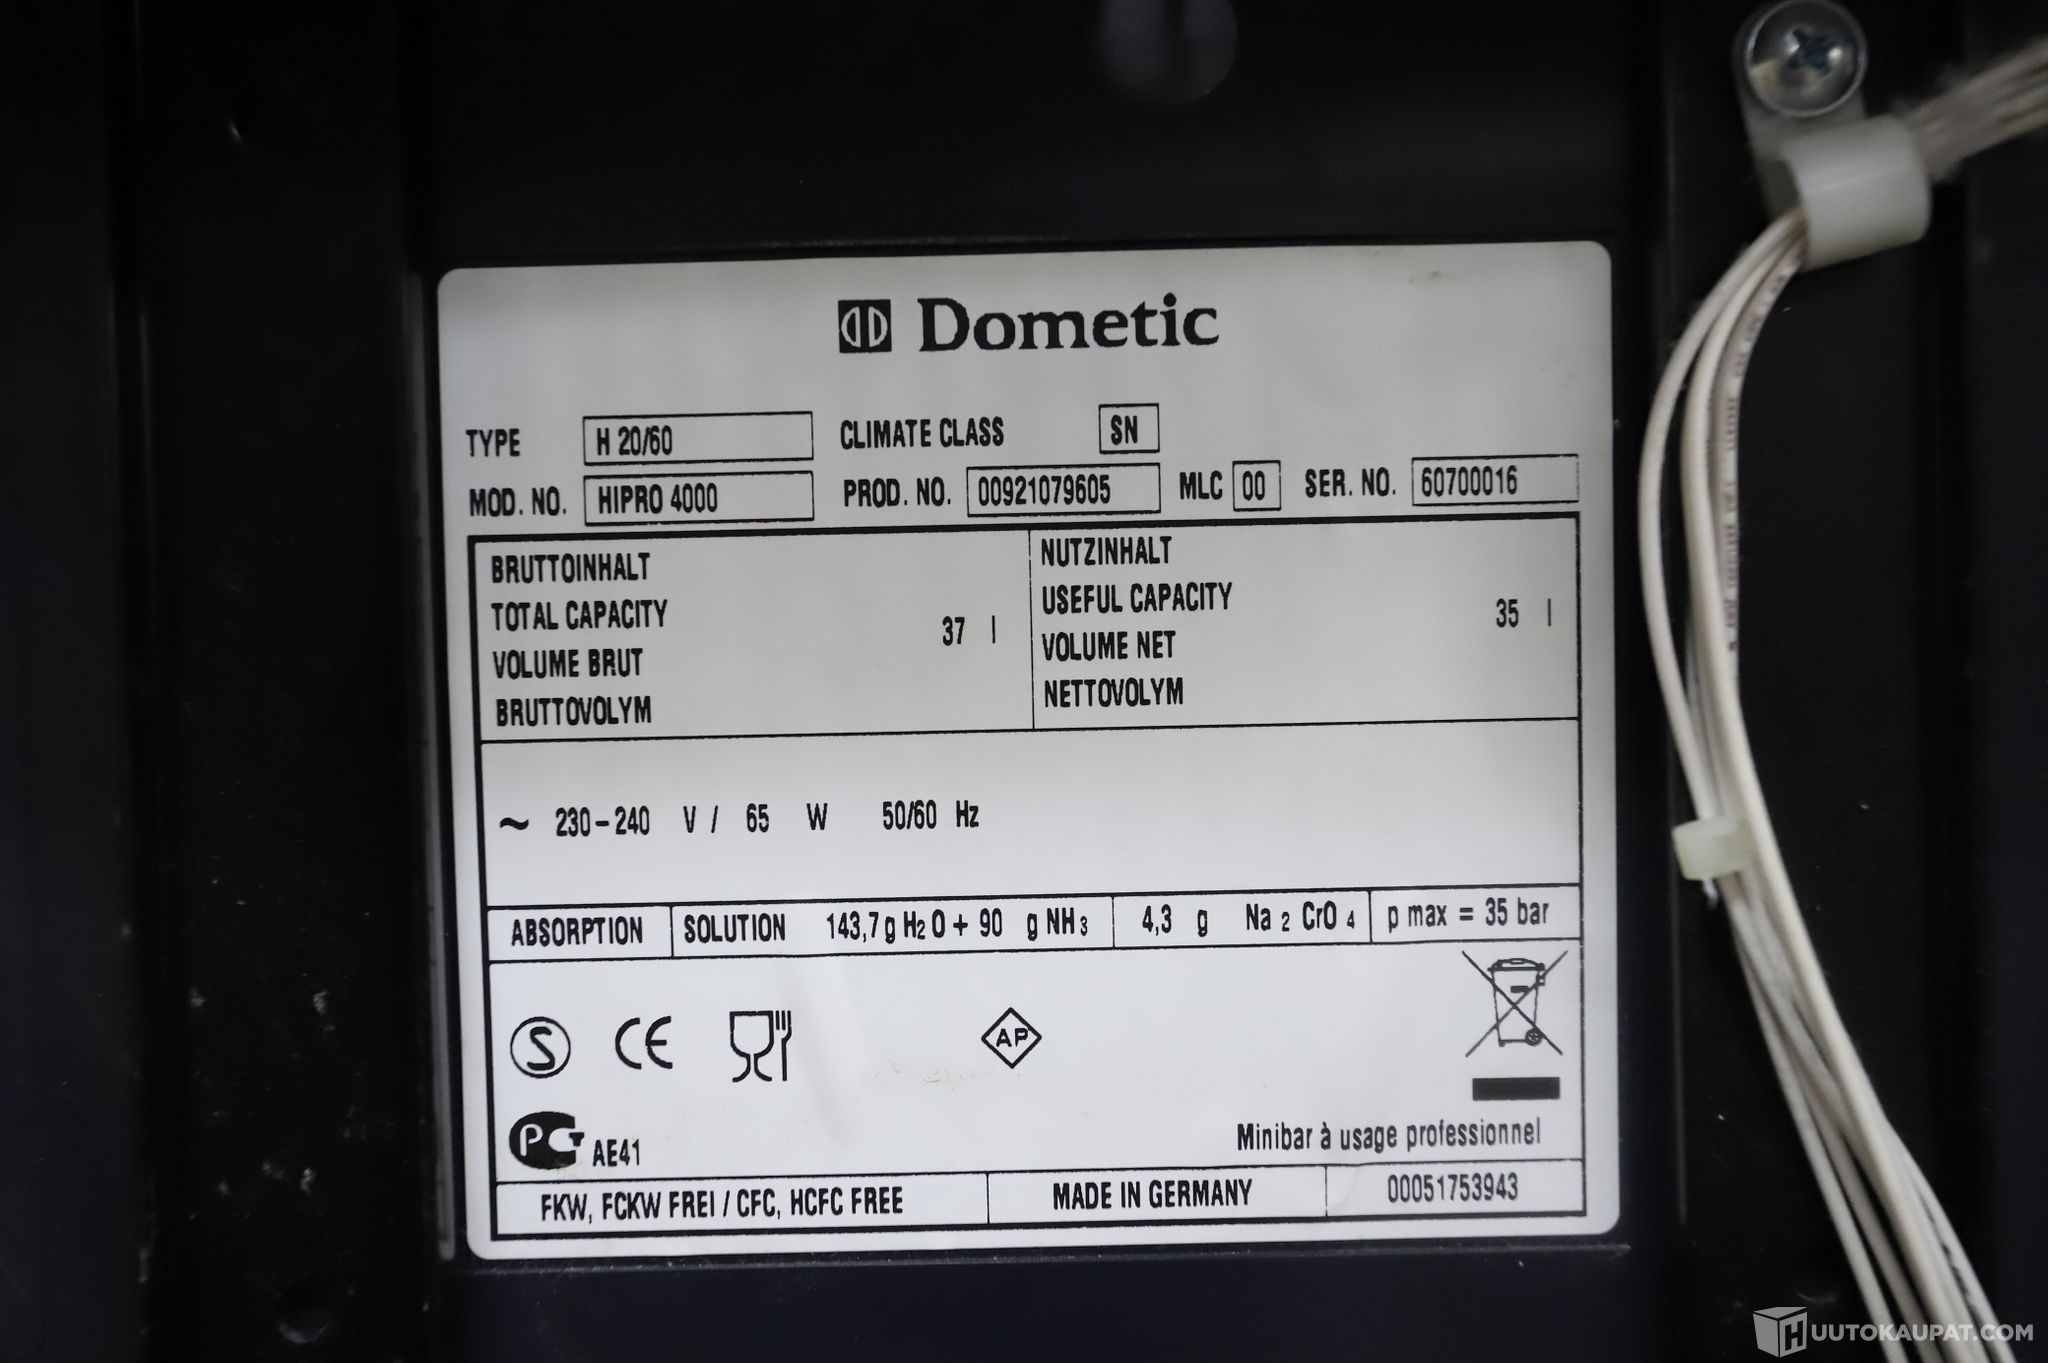 Dometic
TYPE H 20/60 CLIMATE CLASS SN
MOD. NO. HIPRO 4000 PROD. NO. 00921079605 MLC 00 SER. NO. 60700016
BRUTTOINHALT
TOTAL CAPACITY
VOLUME BRUT
BRUTTOVOLYM
37 l
NUTZINHALT
USEFUL CAPACITY
VOLUME NET
NETTOVOLYM
35 l
~ 230-240 V / 65 W 50/60 Hz
ABSORPTION SOLUTION 143,7 g H2O + 90 g NH3 4,3 g Na2CrO4 p max = 35 bar
S CE AP
PCT AE41
Minibar à usage professionnel
FKW, FCKW FREI / CFC, HCFC FREE MADE IN GERMANY 00051753943
HUUTOKAUPAT.COM